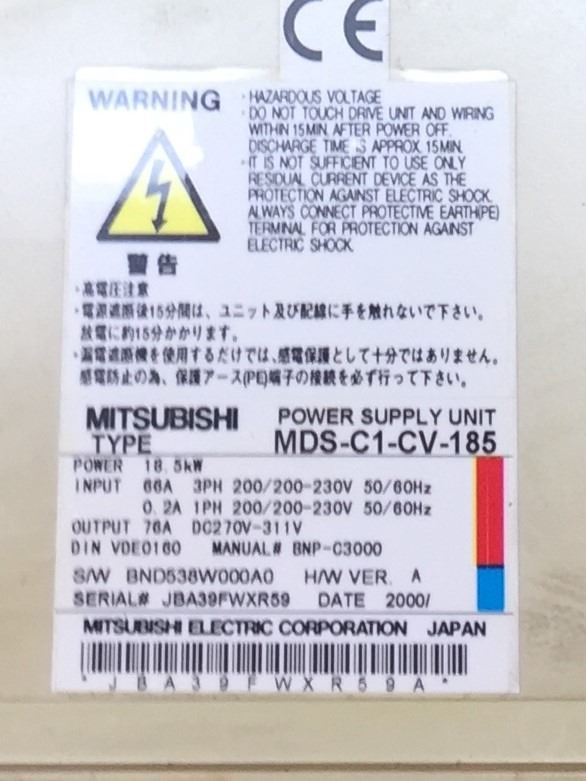 CE
WARNING
・HAZARDOUS VOLTAGE
・DO NOT TOUCH DRIVE UNIT AND WIRING
WITHIN 15MIN. AFTER POWER OFF.
DISCHARGE TIME IS APPROX. 15MIN.
・IT IS NOT SUFFICIENT TO USE ONLY
RESIDUAL CURRENT DEVICE AS THE
PROTECTION AGAINST ELECTRIC SHOCK.
ALWAYS CONNECT PROTECTIVE EARTH(PE)
TERMINAL FOR PROTECTION AGAINST
ELECTRIC SHOCK.
警告
・高電圧注意
・電源遮断後15分間は、ユニット及び配線に手を触れないで下さい。
放電に約15分かかります。
・漏電遮断機を使用するだけでは、感電保護として十分ではありません。
感電防止の為、保護アース(PE)端子の接続を必ず行って下さい。
MITSUBISHI POWER SUPPLY UNIT
TYPE MDS-C1-CV-185
POWER 18.5kW
INPUT 66A 3PH 200/200-230V 50/60Hz
0.2A 1PH 200/200-230V 50/60Hz
OUTPUT 76A DC270V-311V
DIN VDE0160 MANUAL# BNP-C3000
S/W BND538W000A0 H/W VER. A
SERIAL# JBA39FWXR59 DATE 2000/
MITSUBISHI ELECTRIC CORPORATION JAPAN
*JBA39FWXR59A*